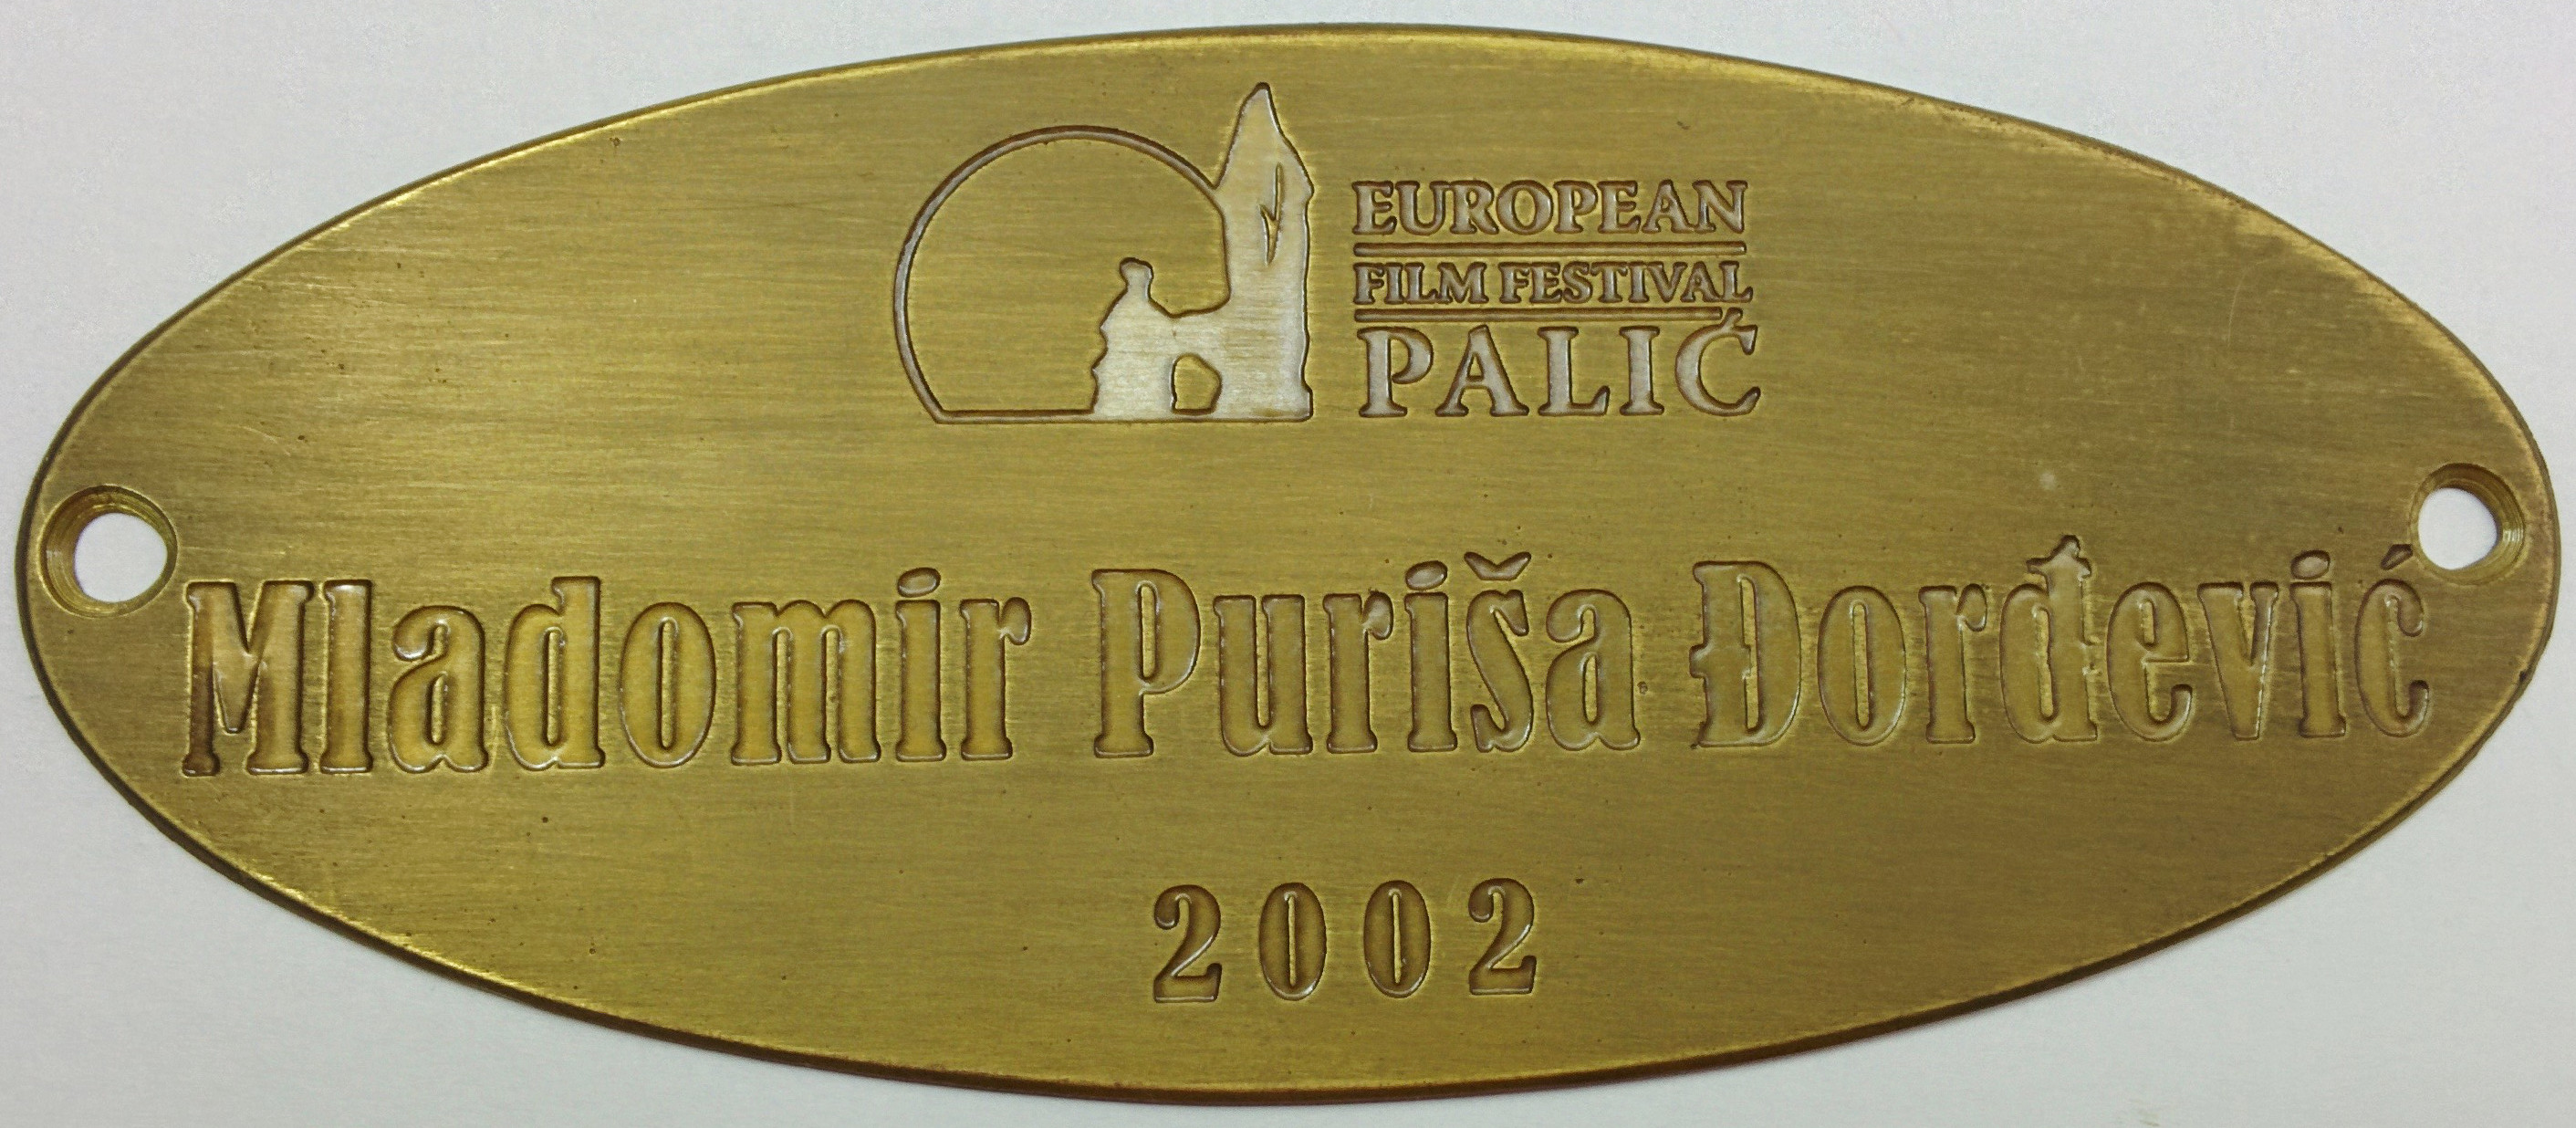 EUROPEAN
FILM FESTIVAL
PALIĆ
Mladomir Puriša Đorđević
2002